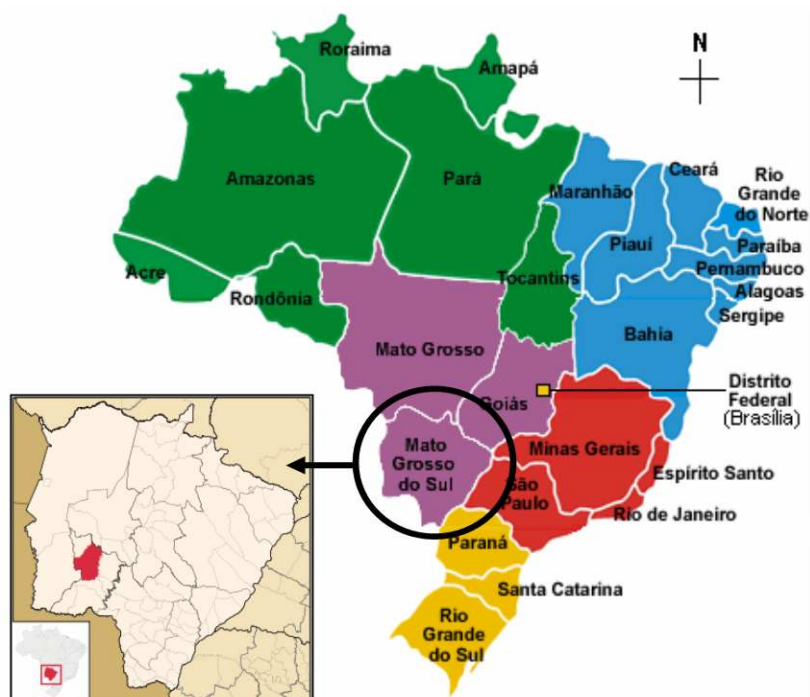 Roraima
Amapá
N
Amazonas
Pará
Maranhão
Ceará
Rio
Grande
do Norte
Piauí
Paraíba
Pernambuco
Alagoas
Sergipe
Acre
Rondônia
Tocantins
Bahia
Mato Grosso
Goiás
Distrito
Federal
(Brasília)
Mato
Grosso
do Sul
Minas Gerais
Espírito Santo
São
Paulo
Rio de Janeiro
Paraná
Santa Catarina
Rio
Grande
do Sul